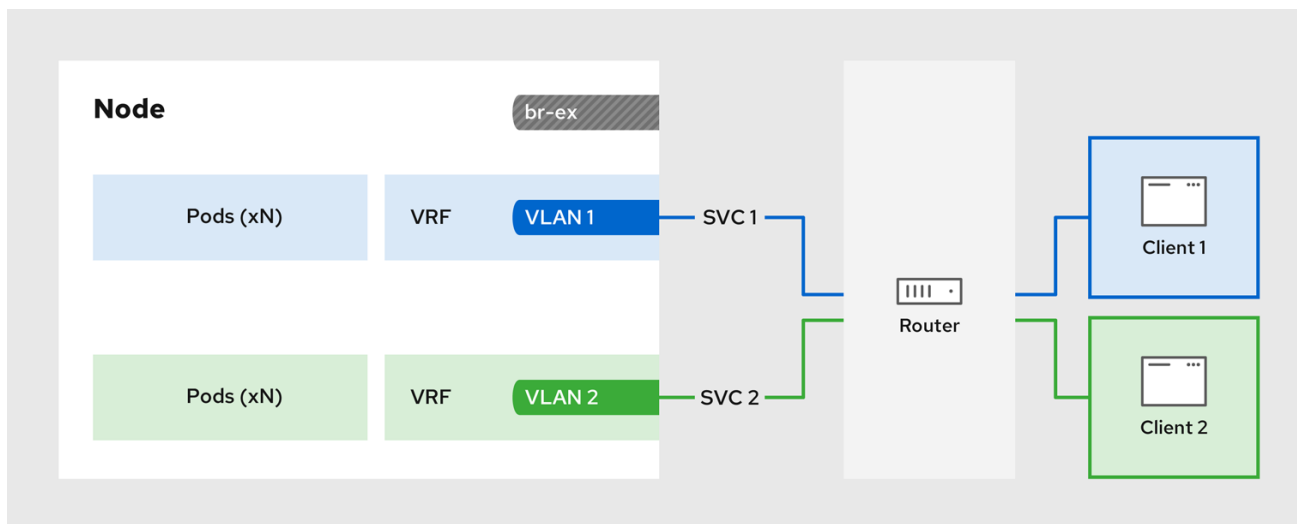 Node
br-ex
Pods (xN)
VRF
VLAN 1
SVC 1
Client 1
Router
Pods (xN)
VRF
VLAN 2
SVC 2
Client 2